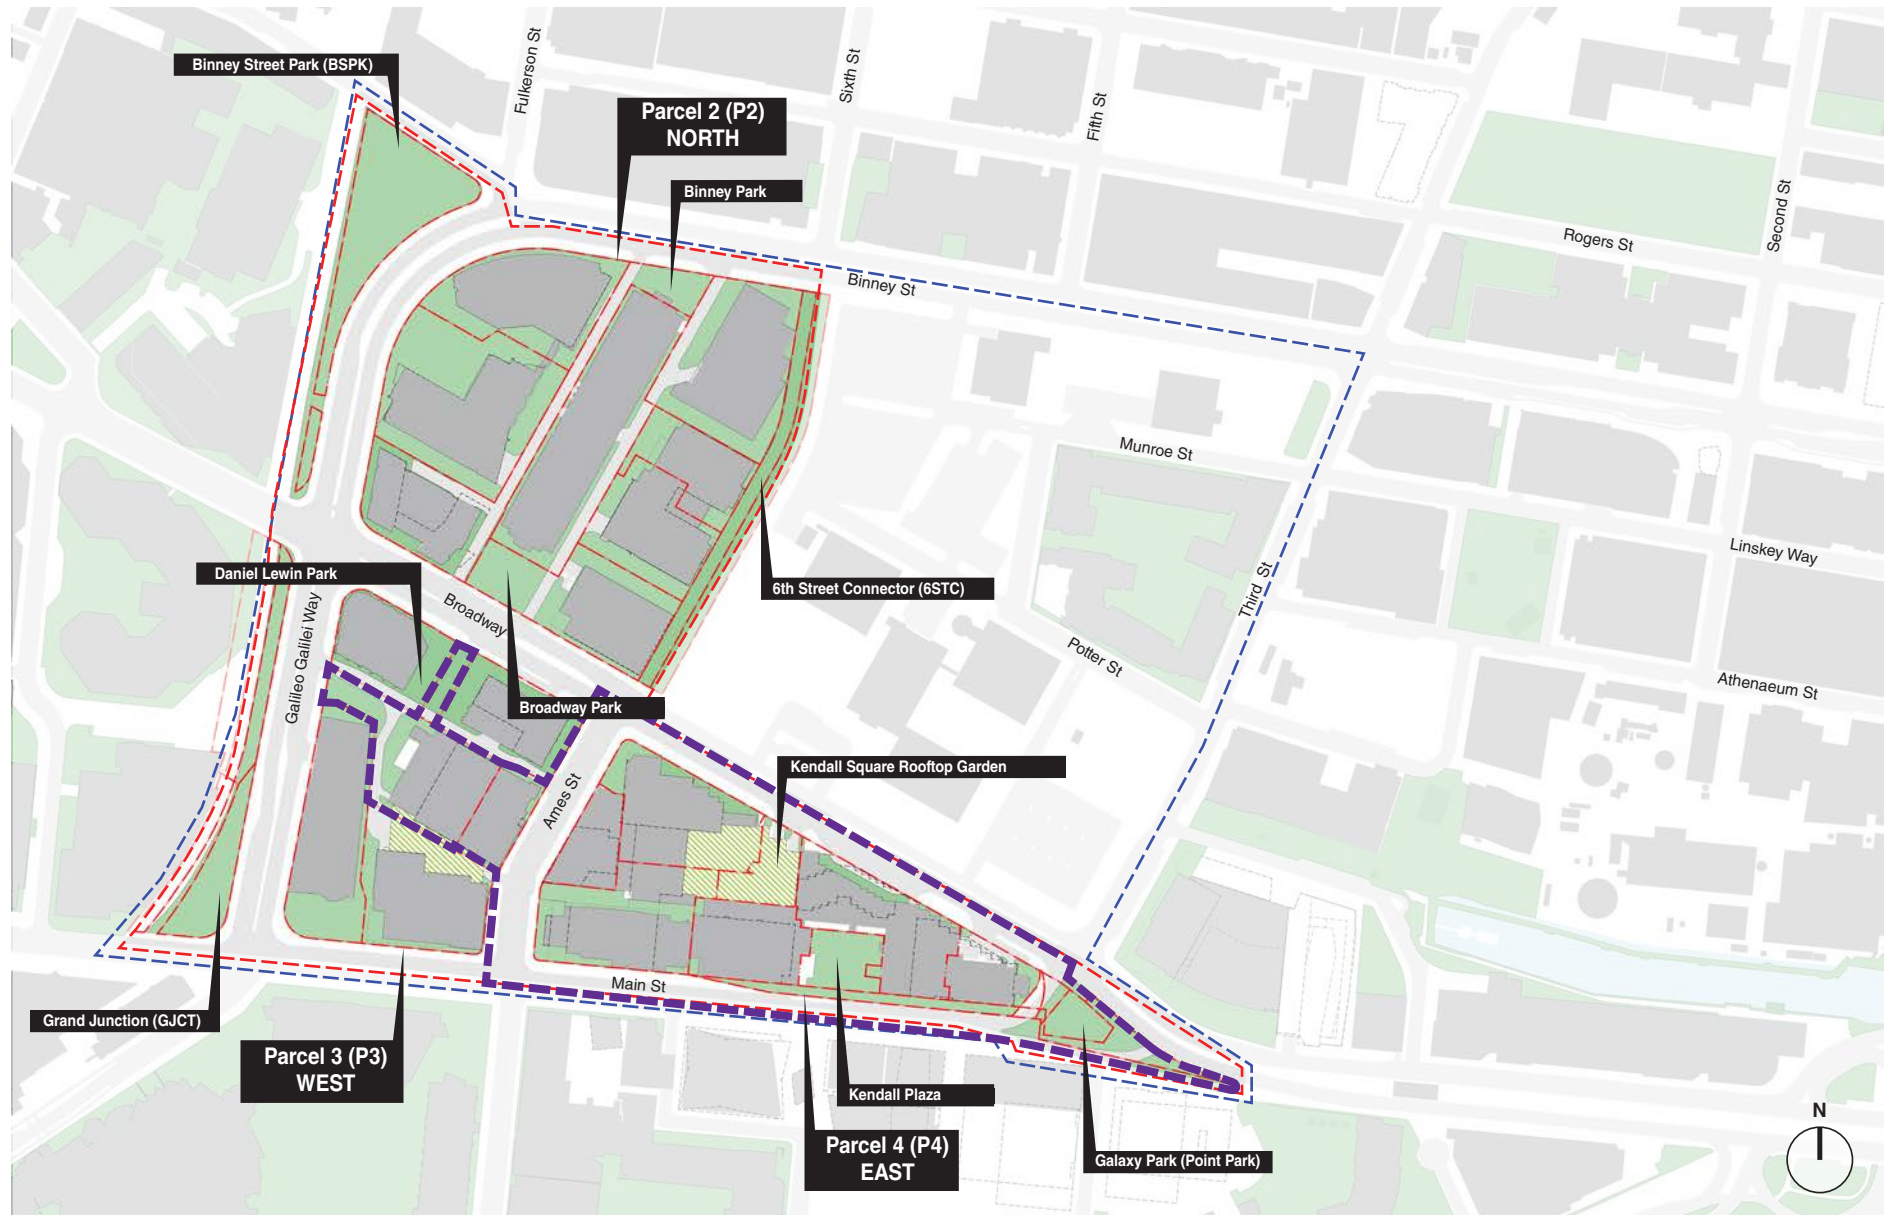 Fulkerson St
Sixth St
Binney Street Park (BSPK)
Parcel 2 (P2)
NORTH
Fifth St
Binney Park
Second St
Rogers St
Binney St
Munroe St
Linskey Way
Daniel Lewin Park
6th Street Connector (6STC)
Third St
Broadway
Galileo Galilei Way
Potter St
Athenaeum St
Broadway Park
Kendall Square Rooftop Garden
Ames St
Main St
Grand Junction (GJCT)
Parcel 3 (P3)
WEST
Kendall Plaza
N
Parcel 4 (P4)
EAST
Galaxy Park (Point Park)